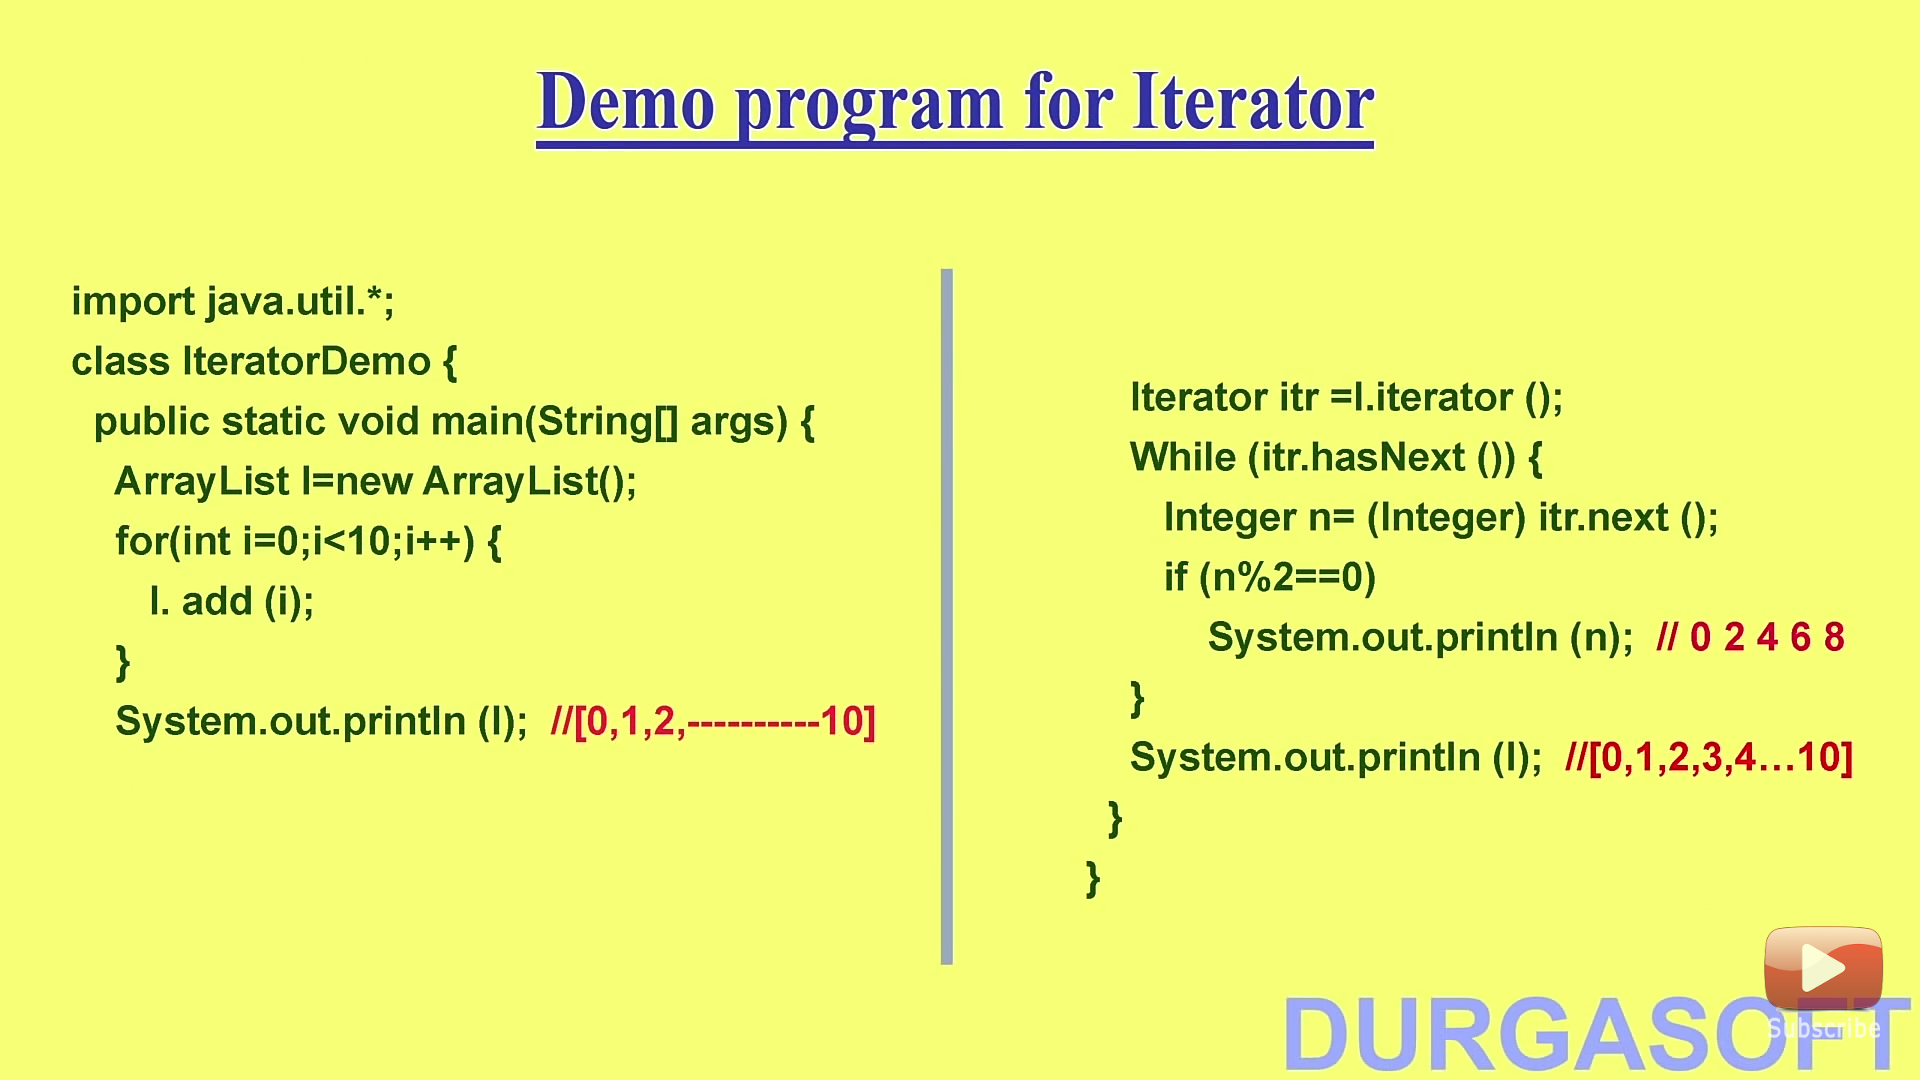 Demo program for Iterator
import java.util.*;
class IteratorDemo {
public static void main(String[] args) {
ArrayList l=new ArrayList();
for(int i=0;i<10;i++) {
l. add (i);
}
System.out.println (l); //[0,1,2,----------10]
Iterator itr =l.iterator ();
While (itr.hasNext ()) {
Integer n= (Integer) itr.next ();
if (n%2==0)
System.out.println (n); // 0 2 4 6 8
}
System.out.println (l); //[0,1,2,3,4...10]
}
}
DURGASOFT
Subscribe